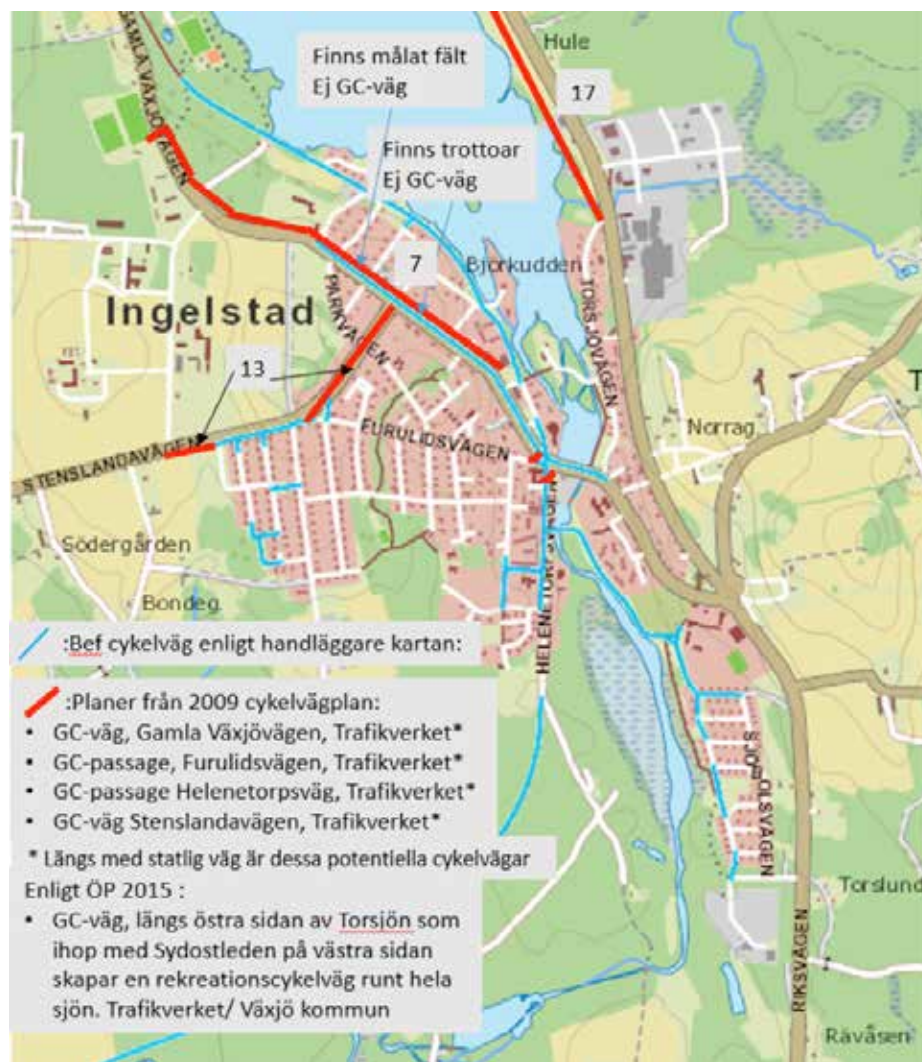 GAMLA VÄXJÖVÄGEN
Finns målat fält
Ej GC-väg
Hule
17
Finns trottoar
Ej GC-väg
7
Bjorkudden
Ingelstad
PARKVÄGEN
TORSJÖVÄGEN
13
Norrag
FURULIDSVÄGEN
STENSLANDAVÄGEN
HELENETORPSVÄGEN
Södergården
Bondeg.
:Bef cykelväg enligt handläggare kartan:
:Planer från 2009 cykelvägplan:
• GC-väg, Gamla Växjövägen, Trafikverket*
• GC-passage, Furulidsvägen, Trafikverket*
• GC-passage Helenetorpsväg, Trafikverket*
• GC-väg Stenslandavägen, Trafikverket*
* Längs med statlig väg är dessa potentiella cykelvägar
Enligt ÖP 2015 :
• GC-väg, längs östra sidan av Torsjön som
ihop med Sydostleden på västra sidan
skapar en rekreationscykelväg runt hela
sjön. Trafikverket/ Växjö kommun
RIKSVÄGEN
Torslund
Rävåsen